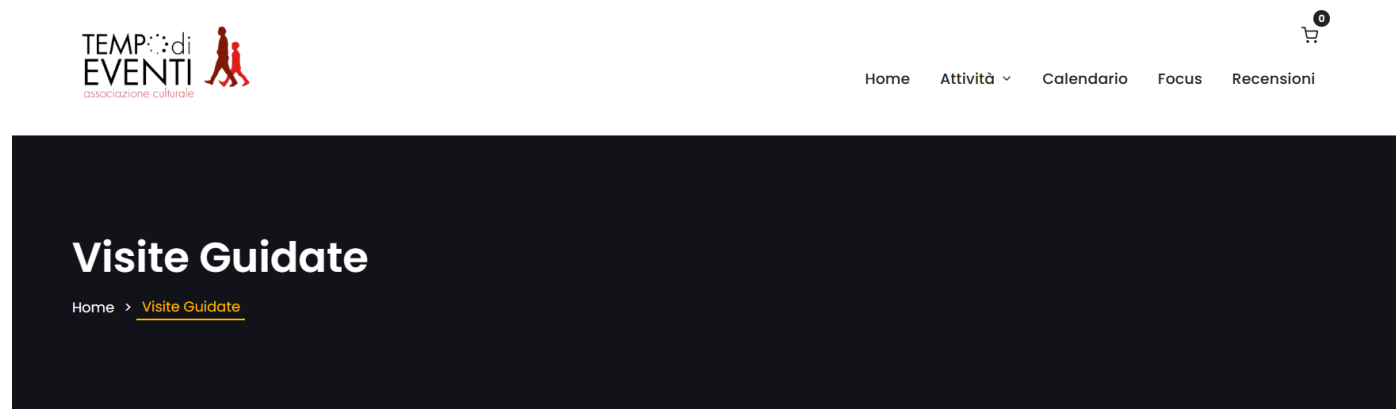 TEMPO di
EVENTI
associazione culturale
0
Home Attività Calendario Focus Recensioni
Visite Guidate
Home > Visite Guidate